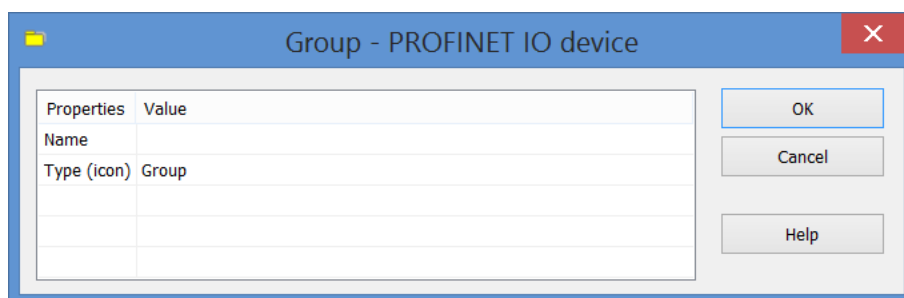 Group - PROFINET IO device
Properties Value
Name
Type (icon) Group
OK
Cancel
Help